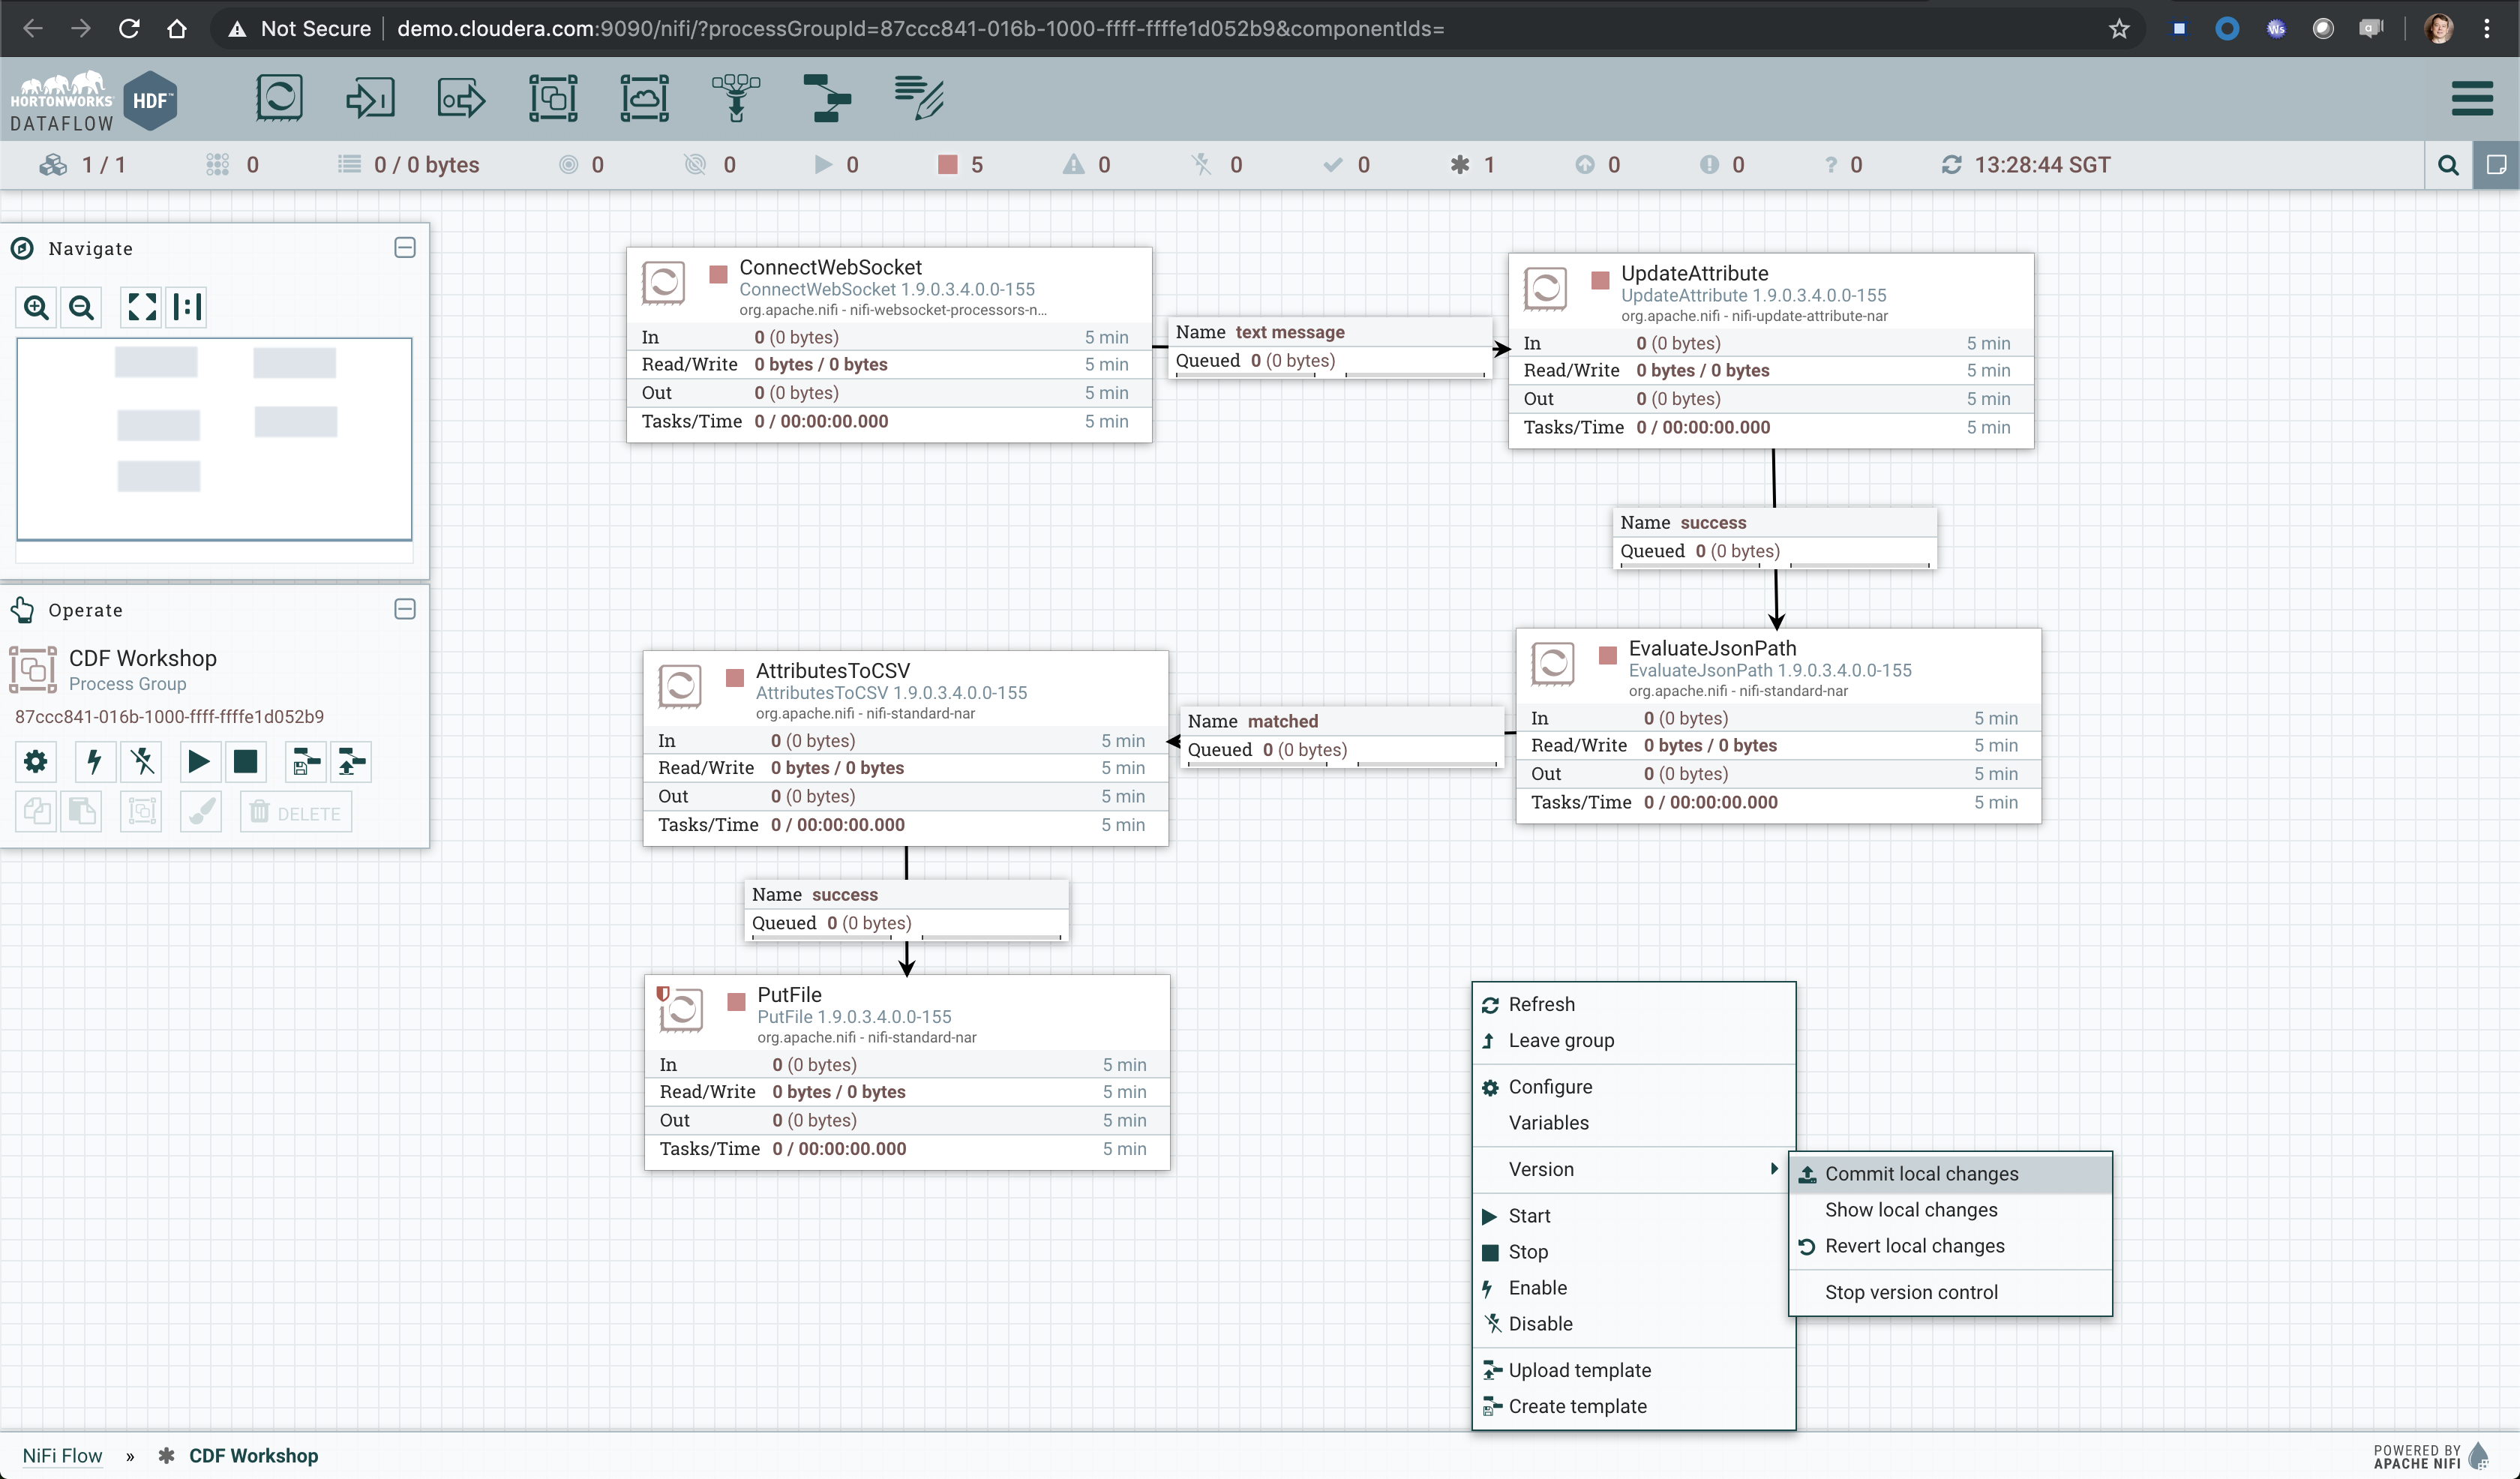 Not Secure demo.cloudera.com:9090/nifi/?processGroupId=87ccc841-016b-1000-ffff-ffffe1d052b9&componentIds=
Ws
HORTONWORKS
DATAFLOW
HDF™
1 / 1 0 0 / 0 bytes 0 0 0 5 0 0 0 1 0 0 ? 0 13:28:44 SGT
Navigate
Operate
CDF Workshop
Process Group
87ccc841-016b-1000-ffff-ffffe1d052b9
DELETE
ConnectWebSocket
ConnectWebSocket 1.9.0.3.4.0.0-155
org.apache.nifi - nifi-websocket-processors-n...
In 0 (0 bytes) 5 min
Read/Write 0 bytes / 0 bytes 5 min
Out 0 (0 bytes) 5 min
Tasks/Time 0 / 00:00:00.000 5 min
Name text message
Queued 0 (0 bytes)
UpdateAttribute
UpdateAttribute 1.9.0.3.4.0.0-155
org.apache.nifi - nifi-update-attribute-nar
In 0 (0 bytes) 5 min
Read/Write 0 bytes / 0 bytes 5 min
Out 0 (0 bytes) 5 min
Tasks/Time 0 / 00:00:00.000 5 min
Name success
Queued 0 (0 bytes)
EvaluateJsonPath
EvaluateJsonPath 1.9.0.3.4.0.0-155
org.apache.nifi - nifi-standard-nar
In 0 (0 bytes) 5 min
Read/Write 0 bytes / 0 bytes 5 min
Out 0 (0 bytes) 5 min
Tasks/Time 0 / 00:00:00.000 5 min
Name matched
Queued 0 (0 bytes)
AttributesToCSV
AttributesToCSV 1.9.0.3.4.0.0-155
org.apache.nifi - nifi-standard-nar
In 0 (0 bytes) 5 min
Read/Write 0 bytes / 0 bytes 5 min
Out 0 (0 bytes) 5 min
Tasks/Time 0 / 00:00:00.000 5 min
Name success
Queued 0 (0 bytes)
PutFile
PutFile 1.9.0.3.4.0.0-155
org.apache.nifi - nifi-standard-nar
In 0 (0 bytes) 5 min
Read/Write 0 bytes / 0 bytes 5 min
Out 0 (0 bytes) 5 min
Tasks/Time 0 / 00:00:00.000 5 min
Refresh
Leave group
Configure
Variables
Version
Start
Stop
Enable
Disable
Upload template
Create template
Commit local changes
Show local changes
Revert local changes
Stop version control
NiFi Flow » CDF Workshop
POWERED BY
APACHE NIFI